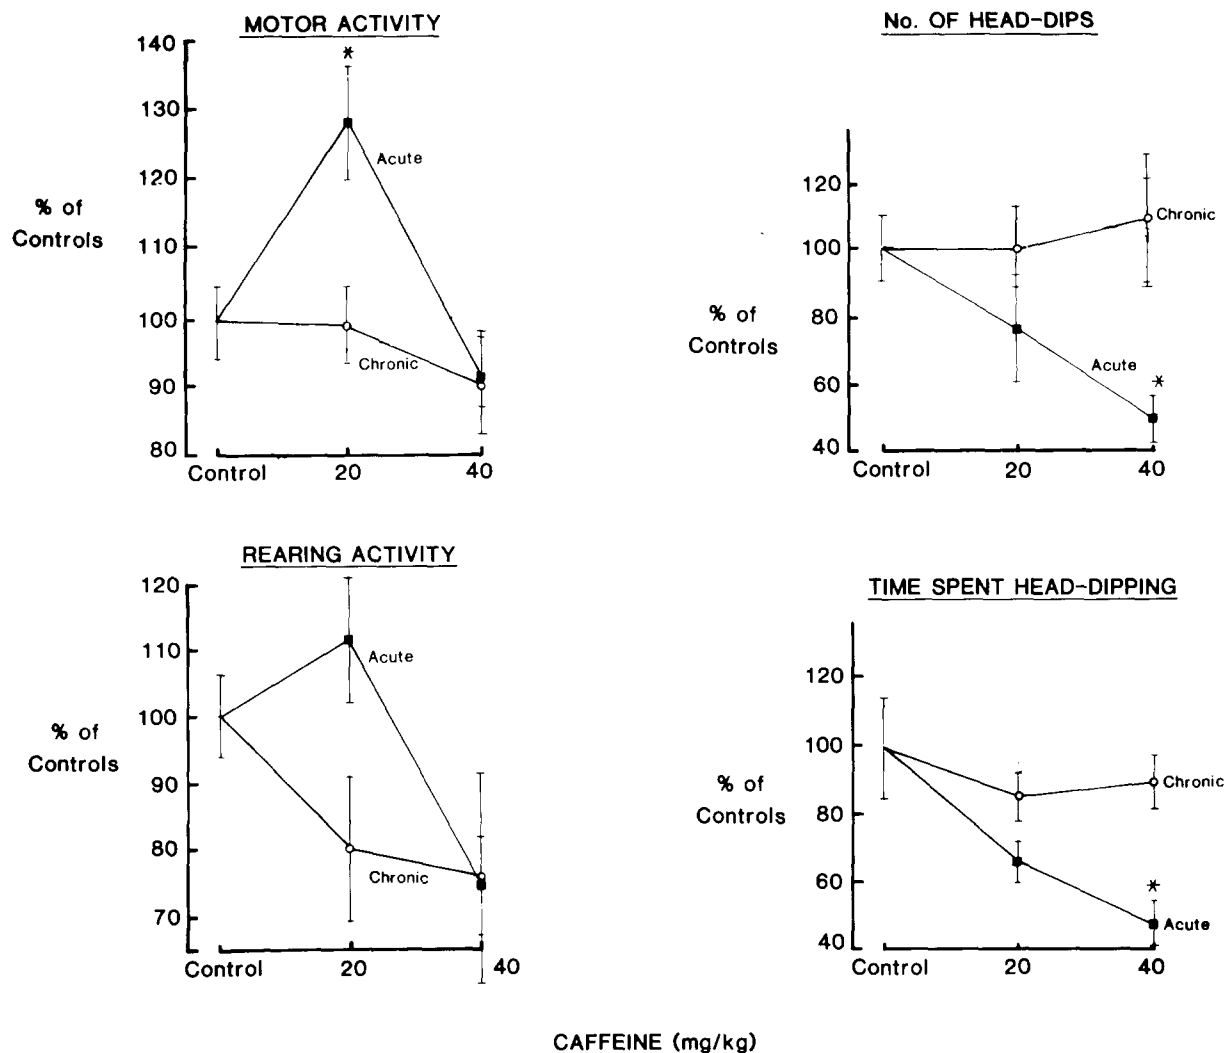 MOTOR ACTIVITY
140
130
120
110
100
90
80
% of
Controls
*
Acute
Chronic
Control 20 40
No. OF HEAD-DIPS
120
100
80
60
40
% of
Controls
Chronic
Acute
*
Control 20 40
REARING ACTIVITY
120
110
100
90
80
70
% of
Controls
Acute
Chronic
Control 20 40
TIME SPENT HEAD-DIPPING
120
100
80
60
40
% of
Controls
Chronic
*
Acute
Control 20 40
CAFFEINE (mg/kg)